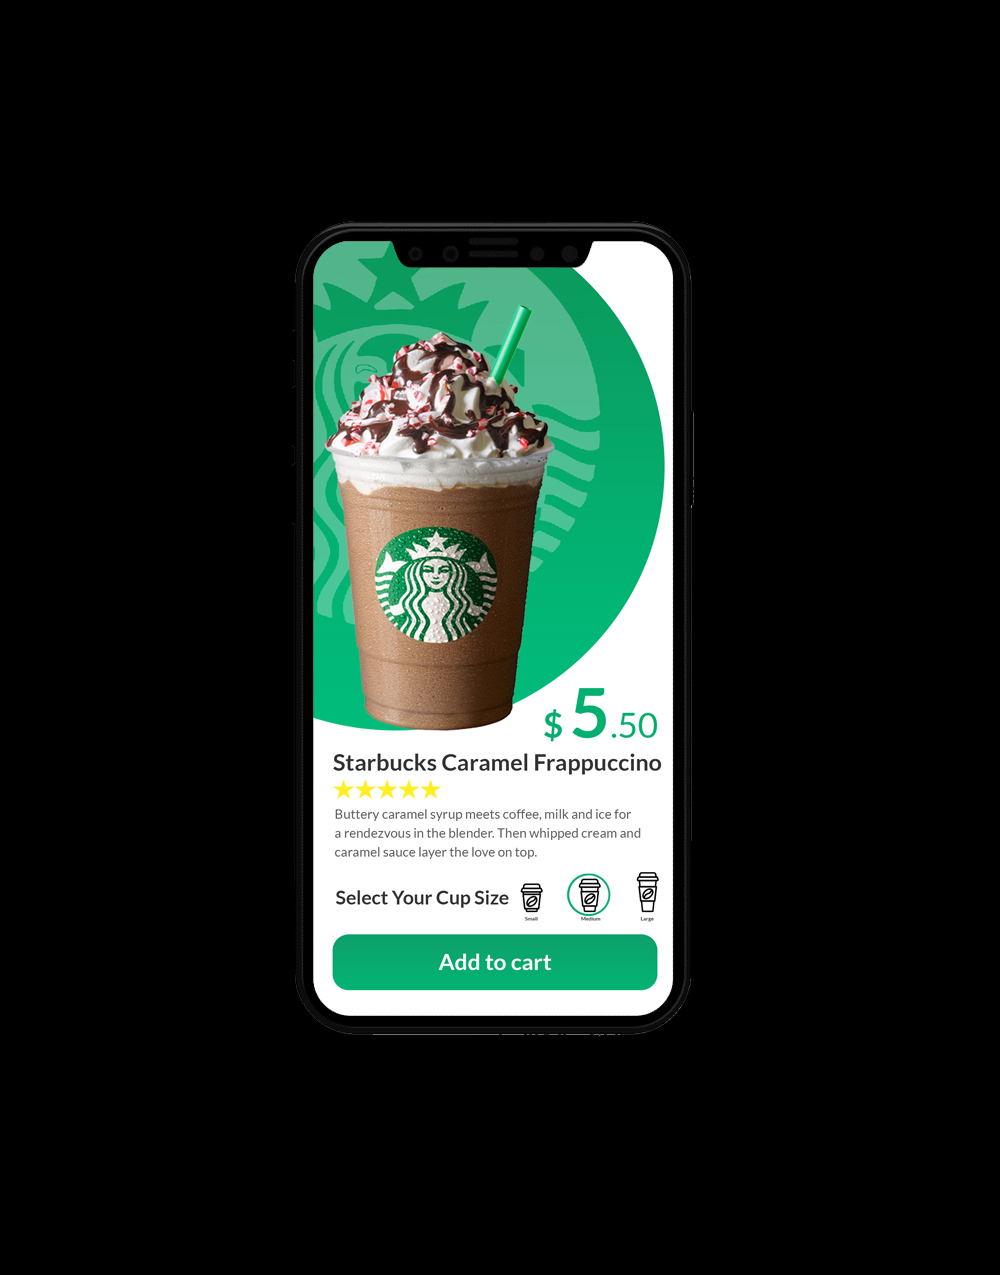 $ 5.50
Starbucks Caramel Frappuccino
Buttery caramel syrup meets coffee, milk and ice for
a rendezvous in the blender. Then whipped cream and
caramel sauce layer the love on top.
Select Your Cup Size
Small Medium Large
Add to cart